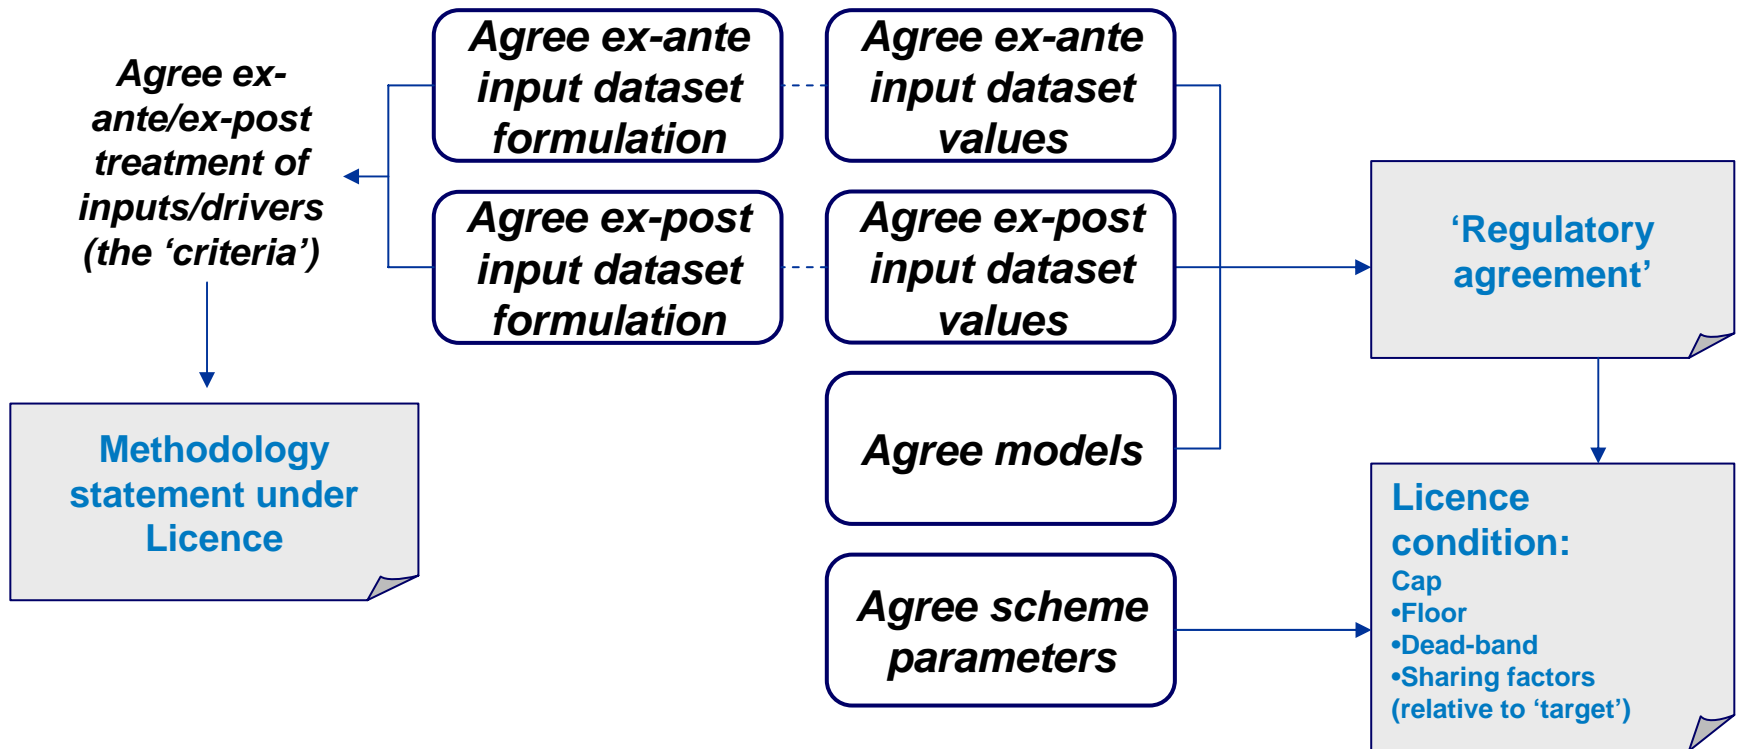 Agree ex-
ante/ex-post
treatment of
inputs/drivers
(the ‘criteria’)
Methodology
statement under
Licence
Agree ex-ante
input dataset
formulation
Agree ex-post
input dataset
formulation
Agree ex-ante
input dataset
values
Agree ex-post
input dataset
values
Agree models
Agree scheme
parameters
‘Regulatory
agreement’
Licence
condition:
Cap
•Floor
•Dead-band
•Sharing factors
(relative to ‘target’)